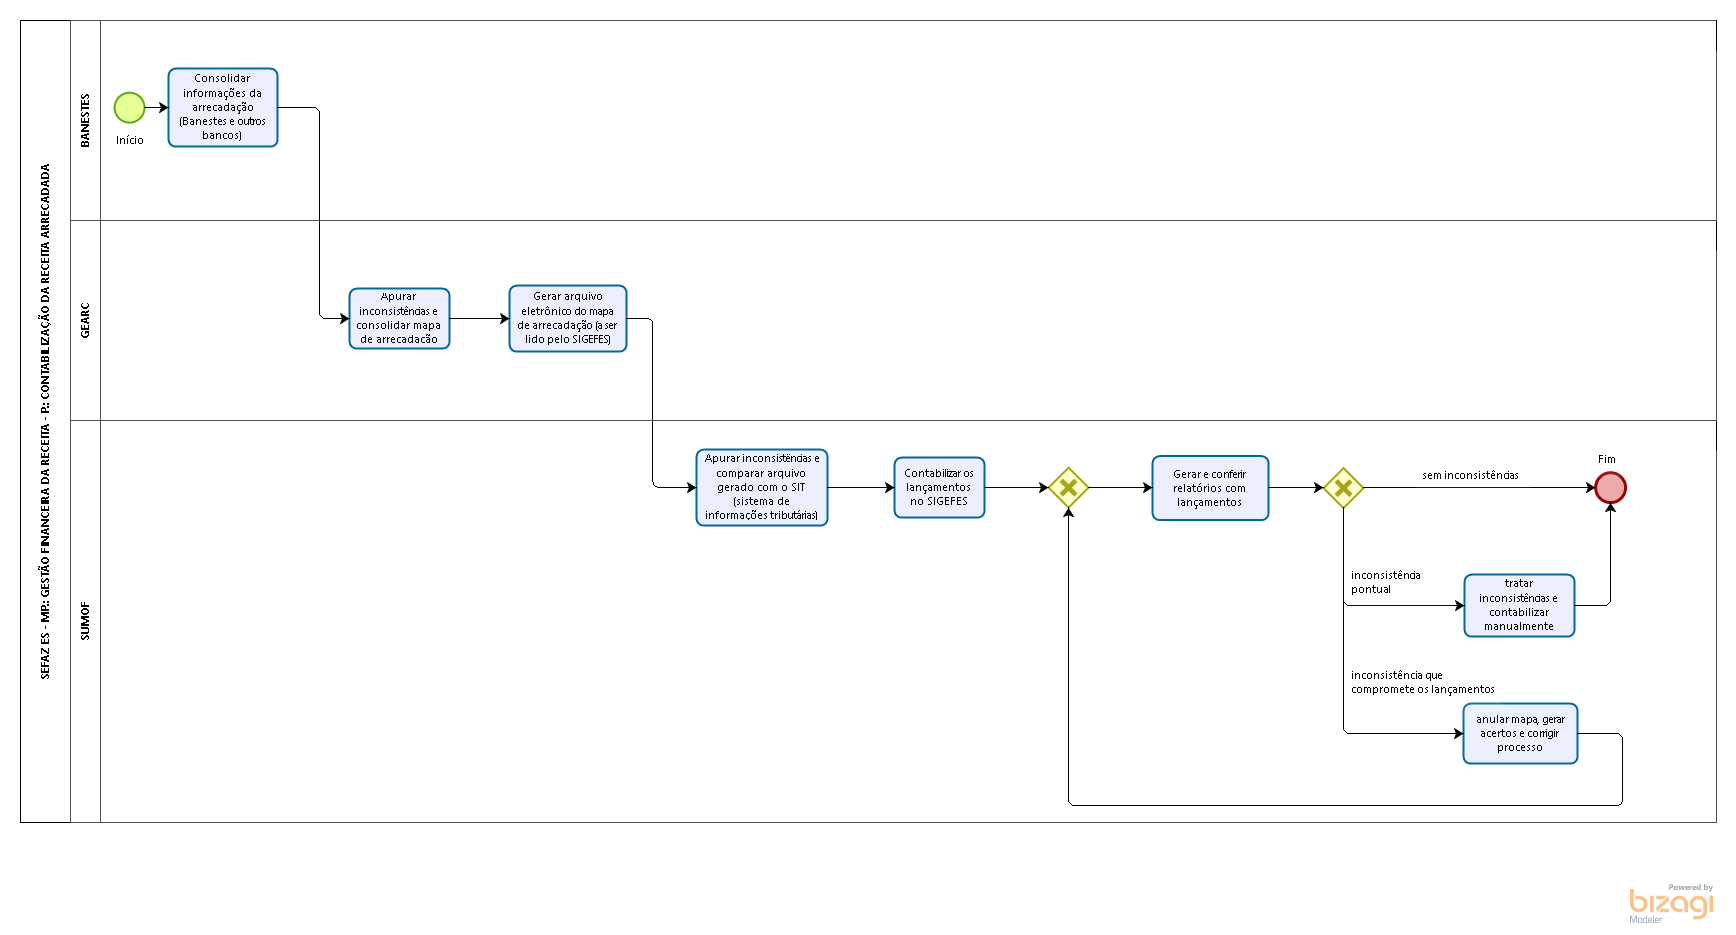 SEFAZ ES - MP.: GESTÃO FINANCEIRA DA RECEITA - P.: CONTABILIZAÇÃO DA RECEITA ARRECADADA
BANESTES
Início
Consolidar
informações da
arrecadação
(Banestes e outros
bancos)
GEARC
Apurar
inconsistências e
consolidar mapa
de arrecadacão
Gerar arquivo
eletrônico do mapa
de arrecadação (a ser
lido pelo SIGEFES)
SUMOF
Apurar inconsistências e
comparar arquivo
gerado com o SIT
(sistema de
informações tributárias)
Contabilizar os
lançamentos
no SIGEFES
Gerar e conferir
relatórios com
lançamentos
sem inconsistências
Fim
inconsistência
pontual
tratar
inconsistências e
contabilizar
manualmente
inconsistência que
compromete os lançamentos
anular mapa, gerar
acertos e corrigir
processo
Powered by
bizagi
Modeler